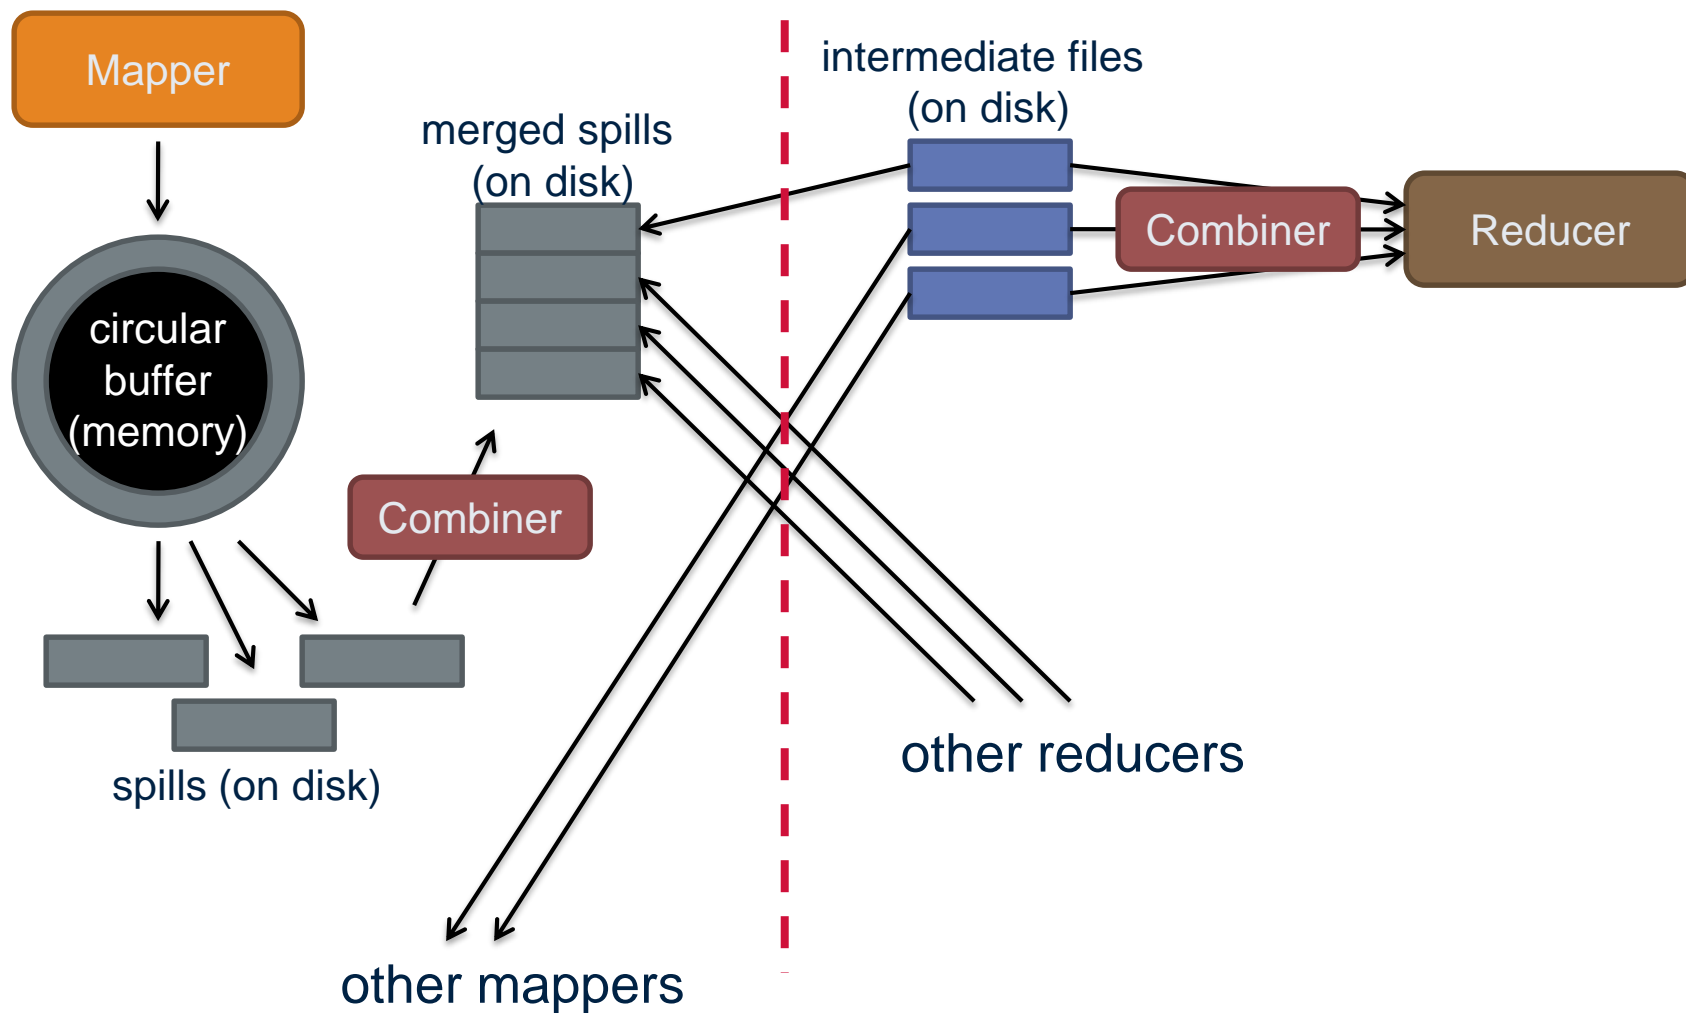 Mapper
circular
buffer
(memory)
spills (on disk)
Combiner
merged spills
(on disk)
intermediate files
(on disk)
Combiner
Reducer
other reducers
other mappers